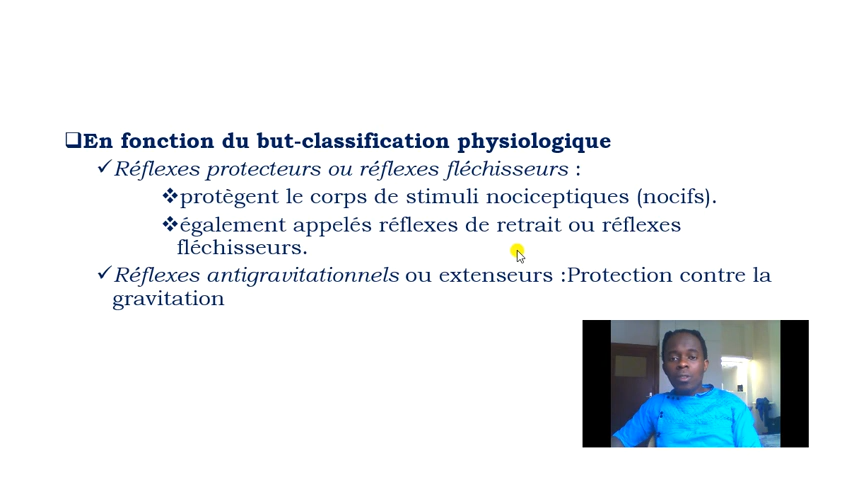 ❑En fonction du but-classification physiologique
✓Réflexes protecteurs ou réflexes fléchisseurs :
❖protègent le corps de stimuli nociceptiques (nocifs).
❖également appelés réflexes de retrait ou réflexes
fléchisseurs.
✓Réflexes antigravitationnels ou extenseurs :Protection contre la
gravitation